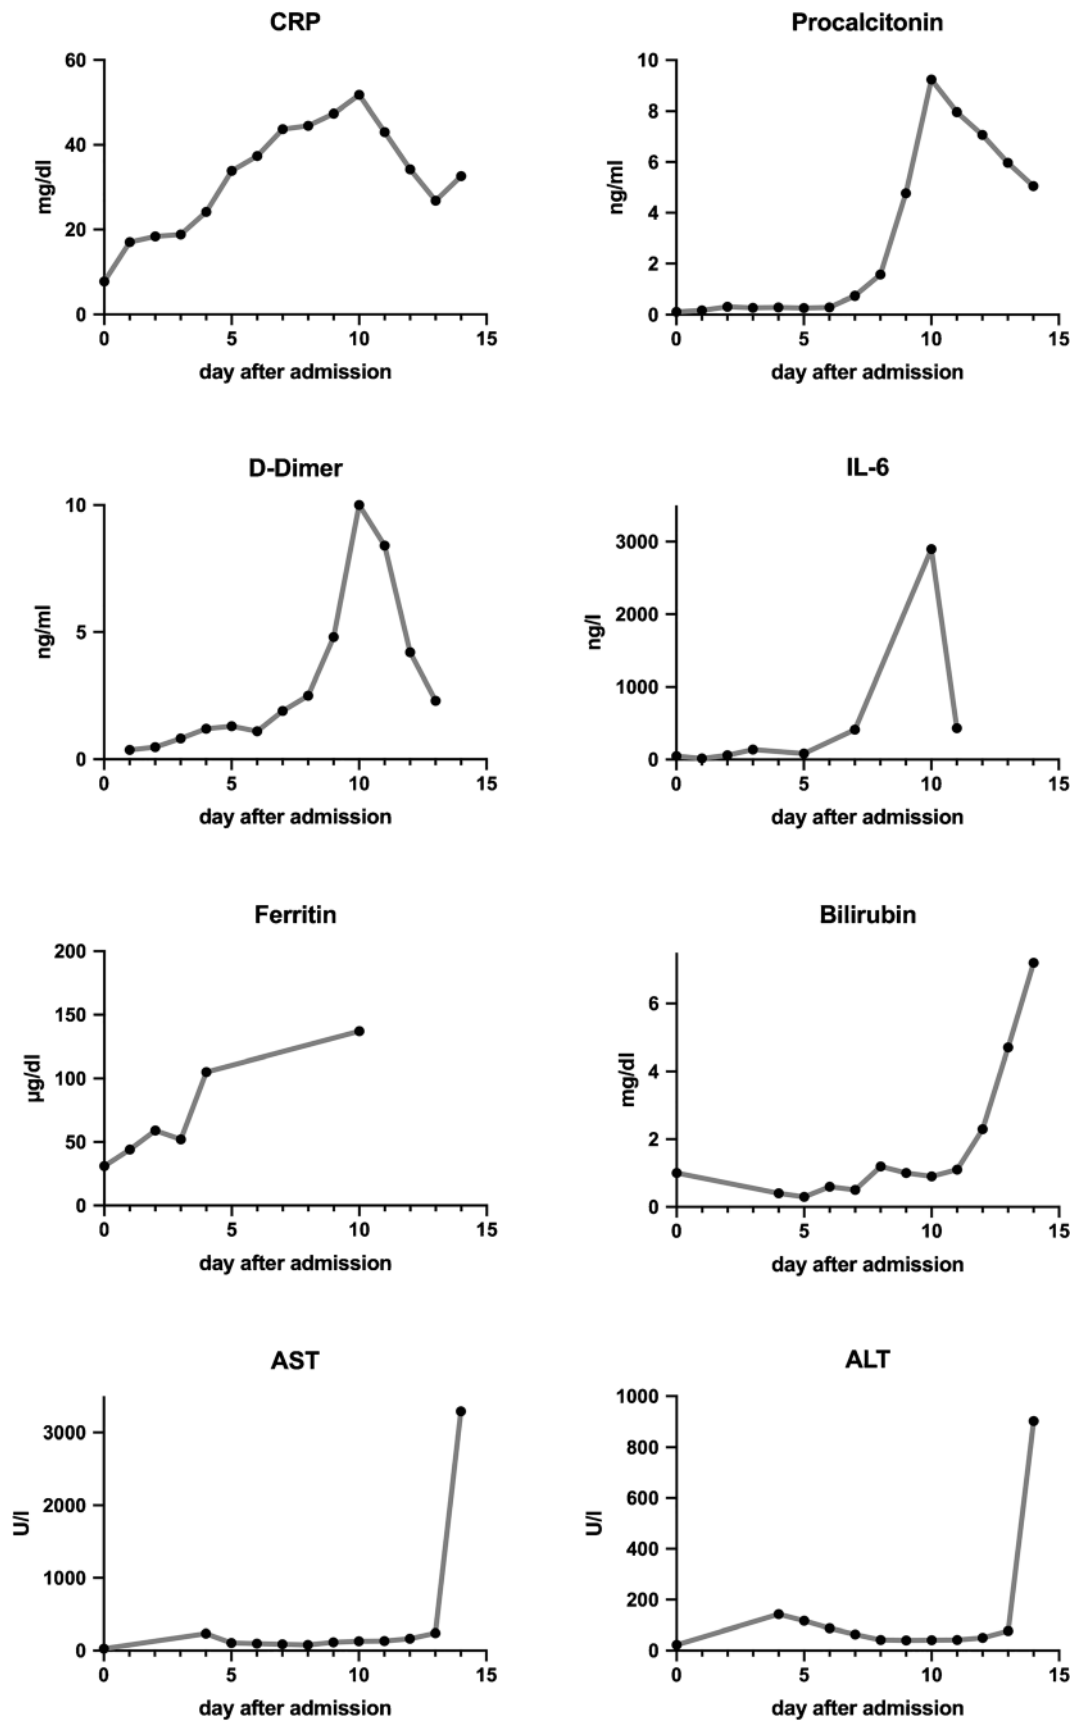 CRP
60
40
20
0
mg/dl
0 5 10 15
day after admission
Procalcitonin
10
8
6
4
2
0
ng/ml
0 5 10 15
day after admission
D-Dimer
10
5
0
ng/ml
0 5 10 15
day after admission
IL-6
3000
2000
1000
0
ng/l
0 5 10 15
day after admission
Ferritin
200
150
100
50
0
µg/dl
0 5 10 15
day after admission
Bilirubin
6
4
2
0
mg/dl
0 5 10 15
day after admission
AST
3000
2000
1000
0
U/l
0 5 10 15
day after admission
ALT
1000
800
600
400
200
0
U/l
0 5 10 15
day after admission